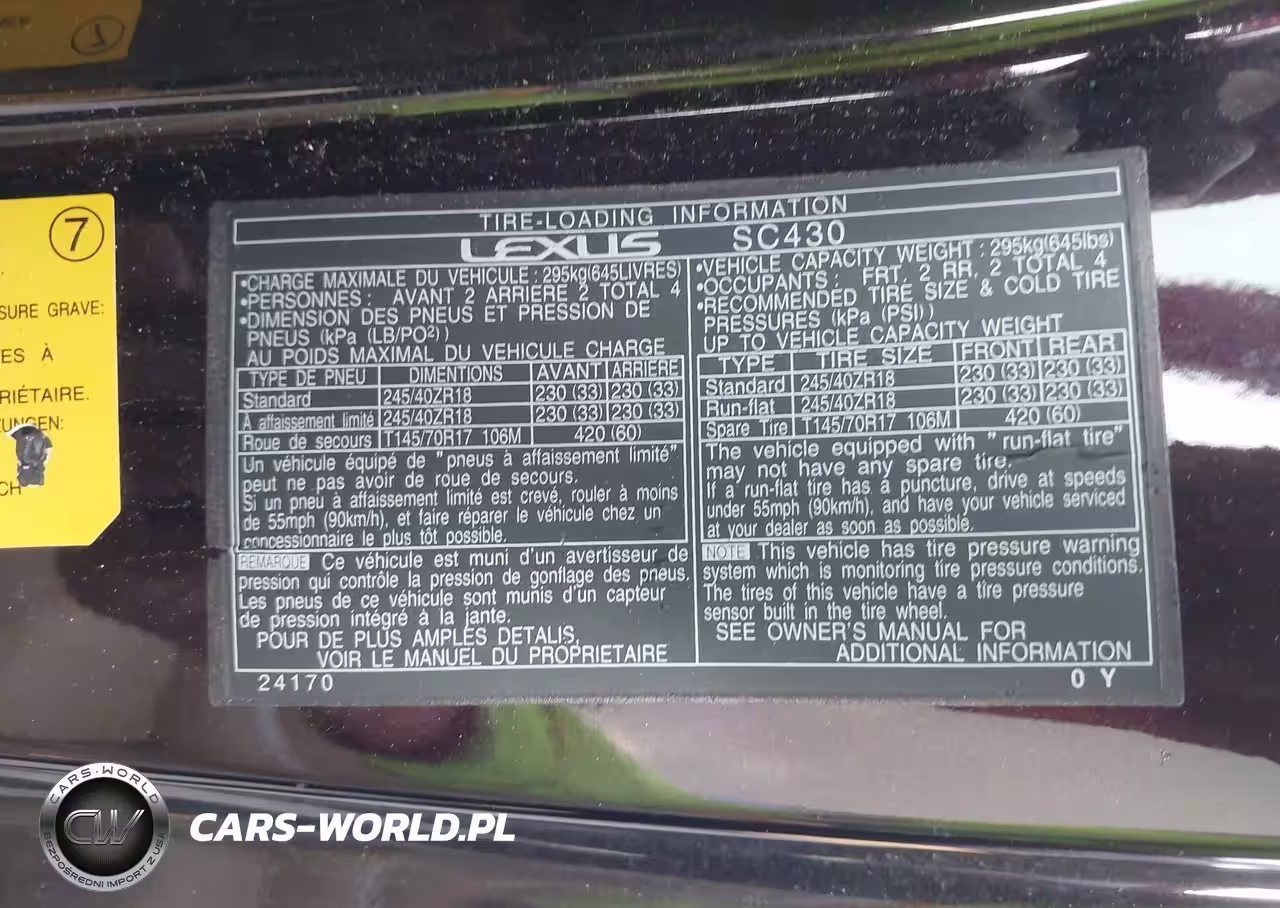 7
SURE GRAVE:
ES À
RIÉTAIRE.
CH
TIRE-LOADING INFORMATION
LEXUS SC430
•CHARGE MAXIMALE DU VEHICULE : 295kg(645LIVRES)
•PERSONNES : AVANT 2 ARRIERE 2 TOTAL 4
•DIMENSION DES PNEUS ET PRESSION DE
PNEUS (kPa (LB/PO²))
AU POIDS MAXIMAL DU VEHICULE CHARGE
TYPE DE PNEU DIMENTIONS AVANT ARRIERE
Standard 245/40ZR18 230 (33) 230 (33)
À affaissement limité 245/40ZR18 230 (33) 230 (33)
Roue de secours T145/70R17 106M 420 (60)
Un véhicule équipé de "pneus à affaissement limité"
peut ne pas avoir de roue de secours.
Si un pneu à affaissement limité est crevé, rouler à moins
de 55mph (90km/h), et faire réparer le véhicule chez un
concessionnaire le plus tôt possible.
REMARQUE Ce véhicule est muni d'un avertisseur de
pression qui contrôle la pression de gonflage des pneus.
Les pneus de ce véhicule sont munis d'un capteur
de pression intégré à la jante.
POUR DE PLUS AMPLES DETALIS,
VOIR LE MANUEL DU PROPRIETAIRE
•VEHICLE CAPACITY WEIGHT : 295kg(645lbs)
•OCCUPANTS : FRT. 2 RR. 2 TOTAL 4
•RECOMMENDED TIRE SIZE & COLD TIRE
PRESSURES (kPa (PSI))
UP TO VEHICLE CAPACITY WEIGHT
TYPE TIRE SIZE FRONT REAR
Standard 245/40ZR18 230 (33) 230 (33)
Run-flat 245/40ZR18 230 (33) 230 (33)
Spare Tire T145/70R17 106M 420 (60)
The vehicle equipped with "run-flat tire"
may not have any spare tire.
If a run-flat tire has a puncture, drive at speeds
under 55mph (90km/h), and have your vehicle serviced
at your dealer as soon as possible.
NOTE This vehicle has tire pressure warning
system which is monitoring tire pressure conditions.
The tires of this vehicle have a tire pressure
sensor built in the tire wheel.
SEE OWNER'S MANUAL FOR
ADDITIONAL INFORMATION
24170 0 Y
CARS-WORLD
CW
BEZPOŚREDNI IMPORT Z USA
CARS-WORLD.PL